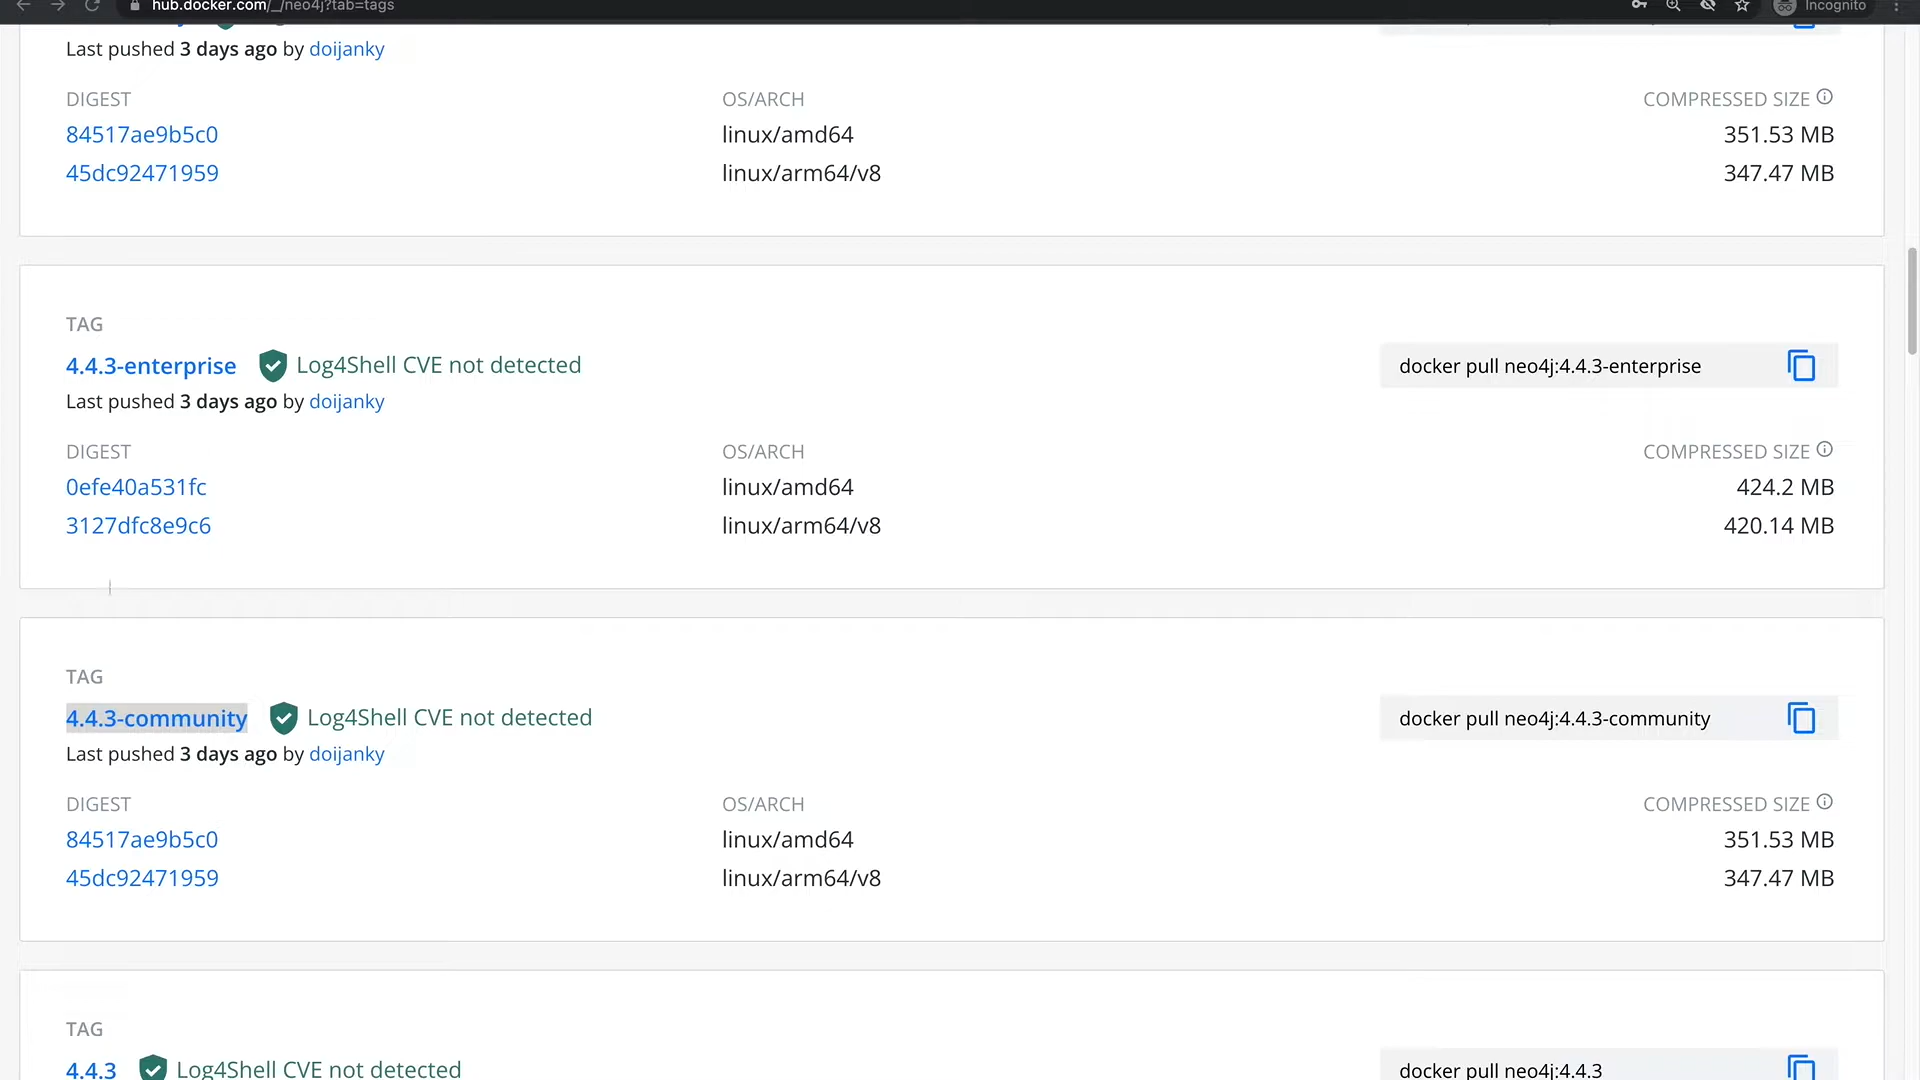 hub.docker.com/_/neo4j?tab=tags
Incognito
Last pushed 3 days ago by doijanky
DIGEST OS/ARCH COMPRESSED SIZE
84517ae9b5c0 linux/amd64 351.53 MB
45dc92471959 linux/arm64/v8 347.47 MB
TAG
4.4.3-enterprise Log4Shell CVE not detected
docker pull neo4j:4.4.3-enterprise
Last pushed 3 days ago by doijanky
DIGEST OS/ARCH COMPRESSED SIZE
0efe40a531fc linux/amd64 424.2 MB
3127dfc8e9c6 linux/arm64/v8 420.14 MB
TAG
4.4.3-community Log4Shell CVE not detected
docker pull neo4j:4.4.3-community
Last pushed 3 days ago by doijanky
DIGEST OS/ARCH COMPRESSED SIZE
84517ae9b5c0 linux/amd64 351.53 MB
45dc92471959 linux/arm64/v8 347.47 MB
TAG
4.4.3 Log4Shell CVE not detected
docker pull neo4j:4.4.3